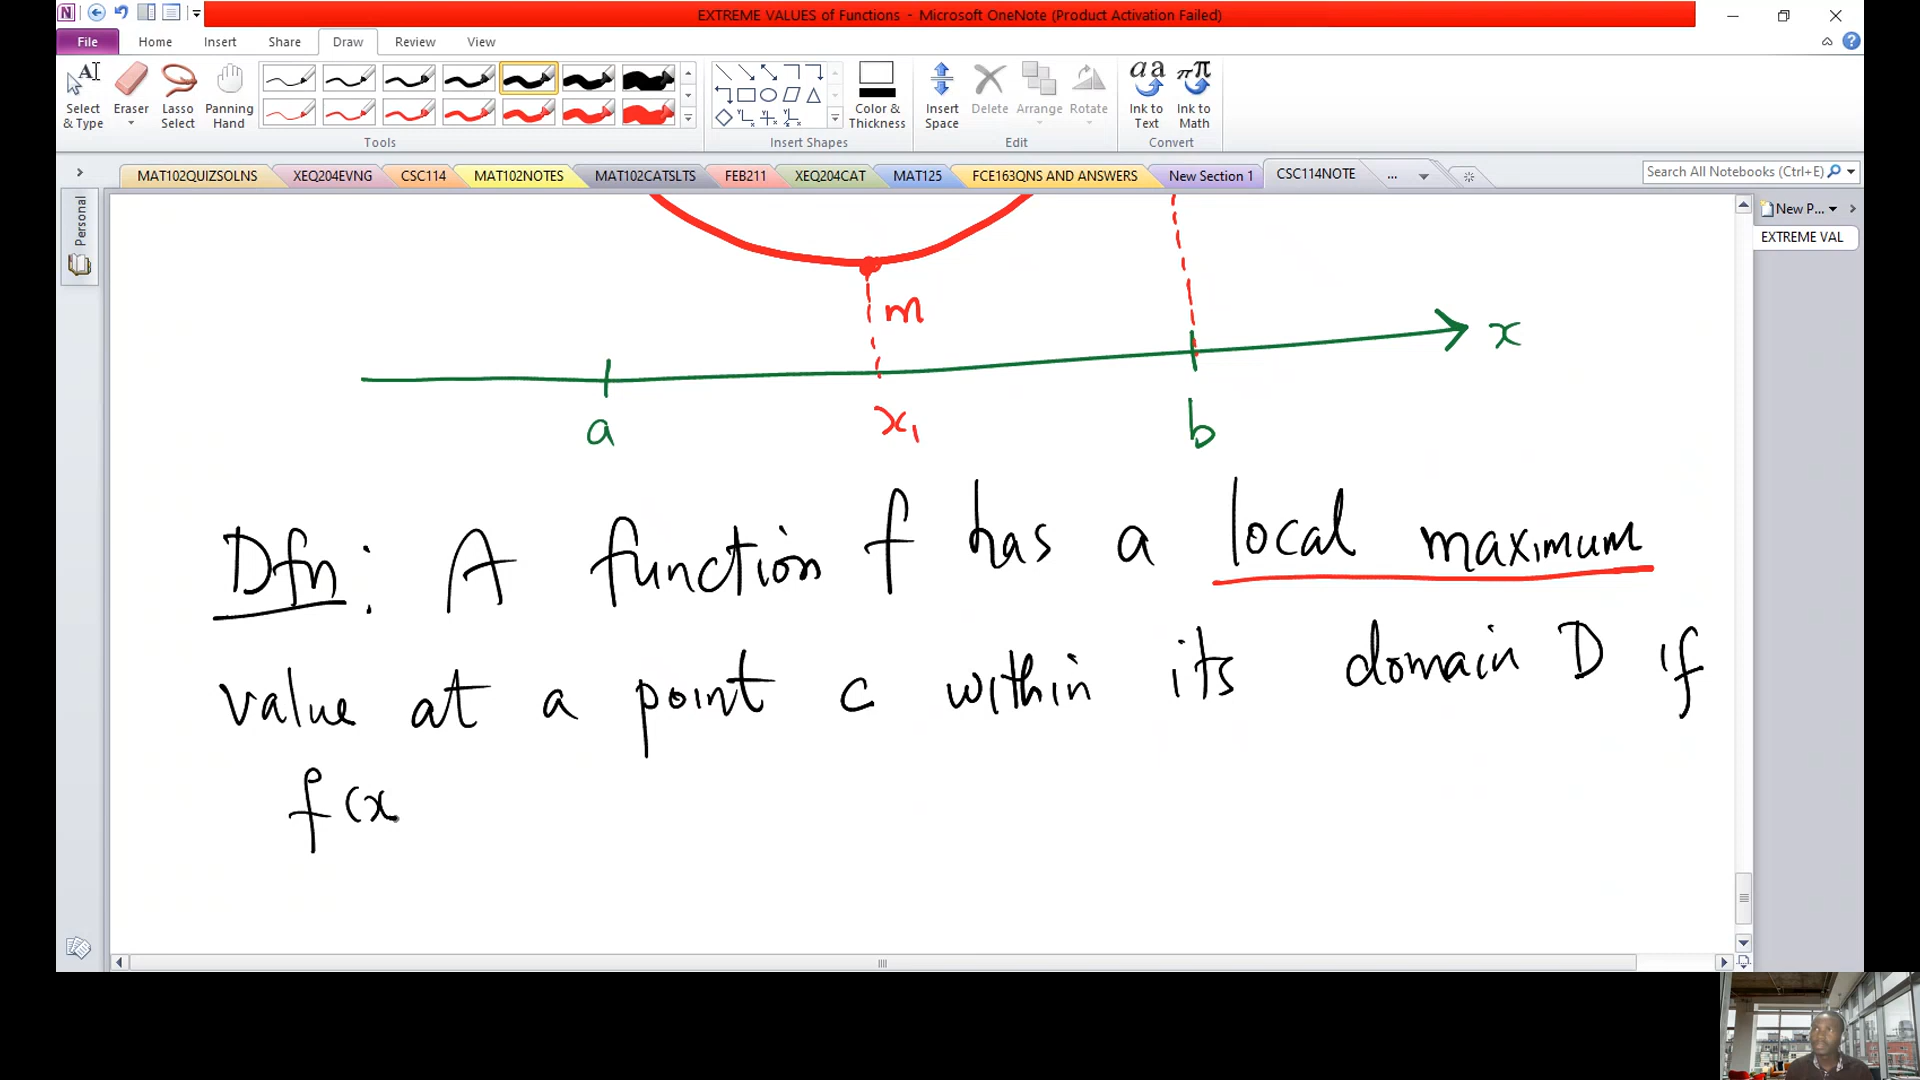 EXTREME VALUES of Functions - Microsoft OneNote (Product Activation Failed)
File Home Insert Share Draw Review View
Select & Type
Eraser
Lasso Select
Panning Hand
Color & Thickness
Insert Space
Delete
Arrange
Rotate
Ink to Text
Ink to Math
Tools
Insert Shapes
Edit
Convert
MAT102QUIZSOLNS XEQ204EVNG CSC114 MAT102NOTES MAT102CATSLTS FEB211 XEQ204CAT MAT125 FCE163QNS AND ANSWERS New Section 1 CSC114NOTE ...
Search All Notebooks (Ctrl+E)
Personal
New P...
EXTREME VAL
m
x
a x₁ b
Dfn: A function f has a local maximum
value at a point c within its domain D if
f(x